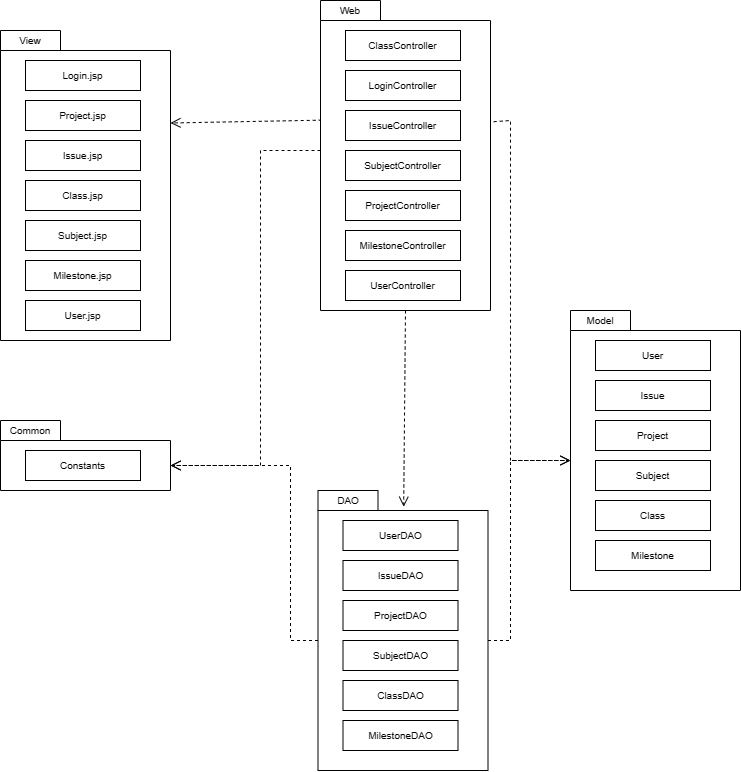 Web
ClassController
LoginController
IssueController
SubjectController
ProjectController
MilestoneController
UserController
View
Login.jsp
Project.jsp
Issue.jsp
Class.jsp
Subject.jsp
Milestone.jsp
User.jsp
Model
User
Issue
Project
Subject
Class
Milestone
Common
Constants
DAO
UserDAO
IssueDAO
ProjectDAO
SubjectDAO
ClassDAO
MilestoneDAO